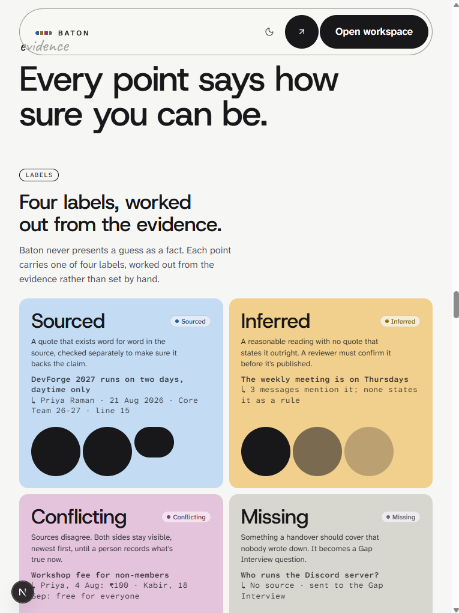 BATON
Open workspace
evidence
Every point says how
sure you can be.
LABELS
Four labels, worked
out from the evidence.
Baton never presents a guess as a fact. Each point
carries one of four labels, worked out from the
evidence rather than set by hand.
Sourced
Sourced
A quote that exists word for word in the
source, checked separately to make sure it
backs the claim.
DevForge 2027 runs on two days,
daytime only
↳ Priya Raman · 21 Aug 2026 · Core
Team 26-27 · line 15
Inferred
Inferred
A reasonable reading with no quote that
states it outright. A reviewer must confirm it
before it's published.
The weekly meeting is on Thursdays
↳ 3 messages mention it; none states
it as a rule
Conflicting
Conflicting
Sources disagree. Both sides stay visible,
newest first, until a person records what's
true now.
Workshop fee for non-members
↳ Priya, 4 Aug: ₹100 · Kabir, 18
Sep: free for everyone
Missing
Missing
Something a handover should cover that
nobody wrote down. It becomes a Gap
Interview question.
Who runs the Discord server?
↳ No source · sent to the Gap
Interview
N